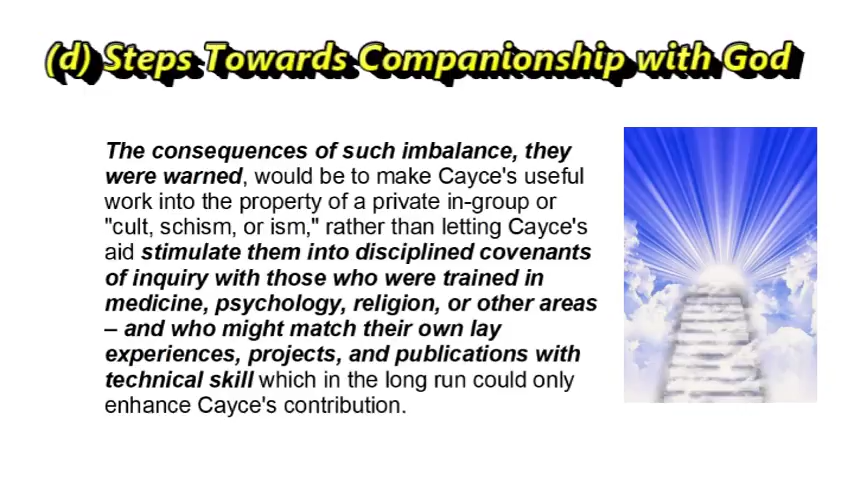 (d) Steps Towards Companionship with God
The consequences of such imbalance, they
were warned, would be to make Cayce's useful
work into the property of a private in-group or
"cult, schism, or ism," rather than letting Cayce's
aid stimulate them into disciplined covenants
of inquiry with those who were trained in
medicine, psychology, religion, or other areas
– and who might match their own lay
experiences, projects, and publications with
technical skill which in the long run could only
enhance Cayce's contribution.